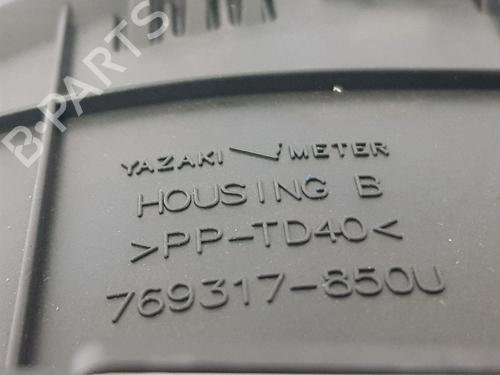 B-PARTS
YAZAKI METER
HOUSING B
>PP-TD40<
769317-850U